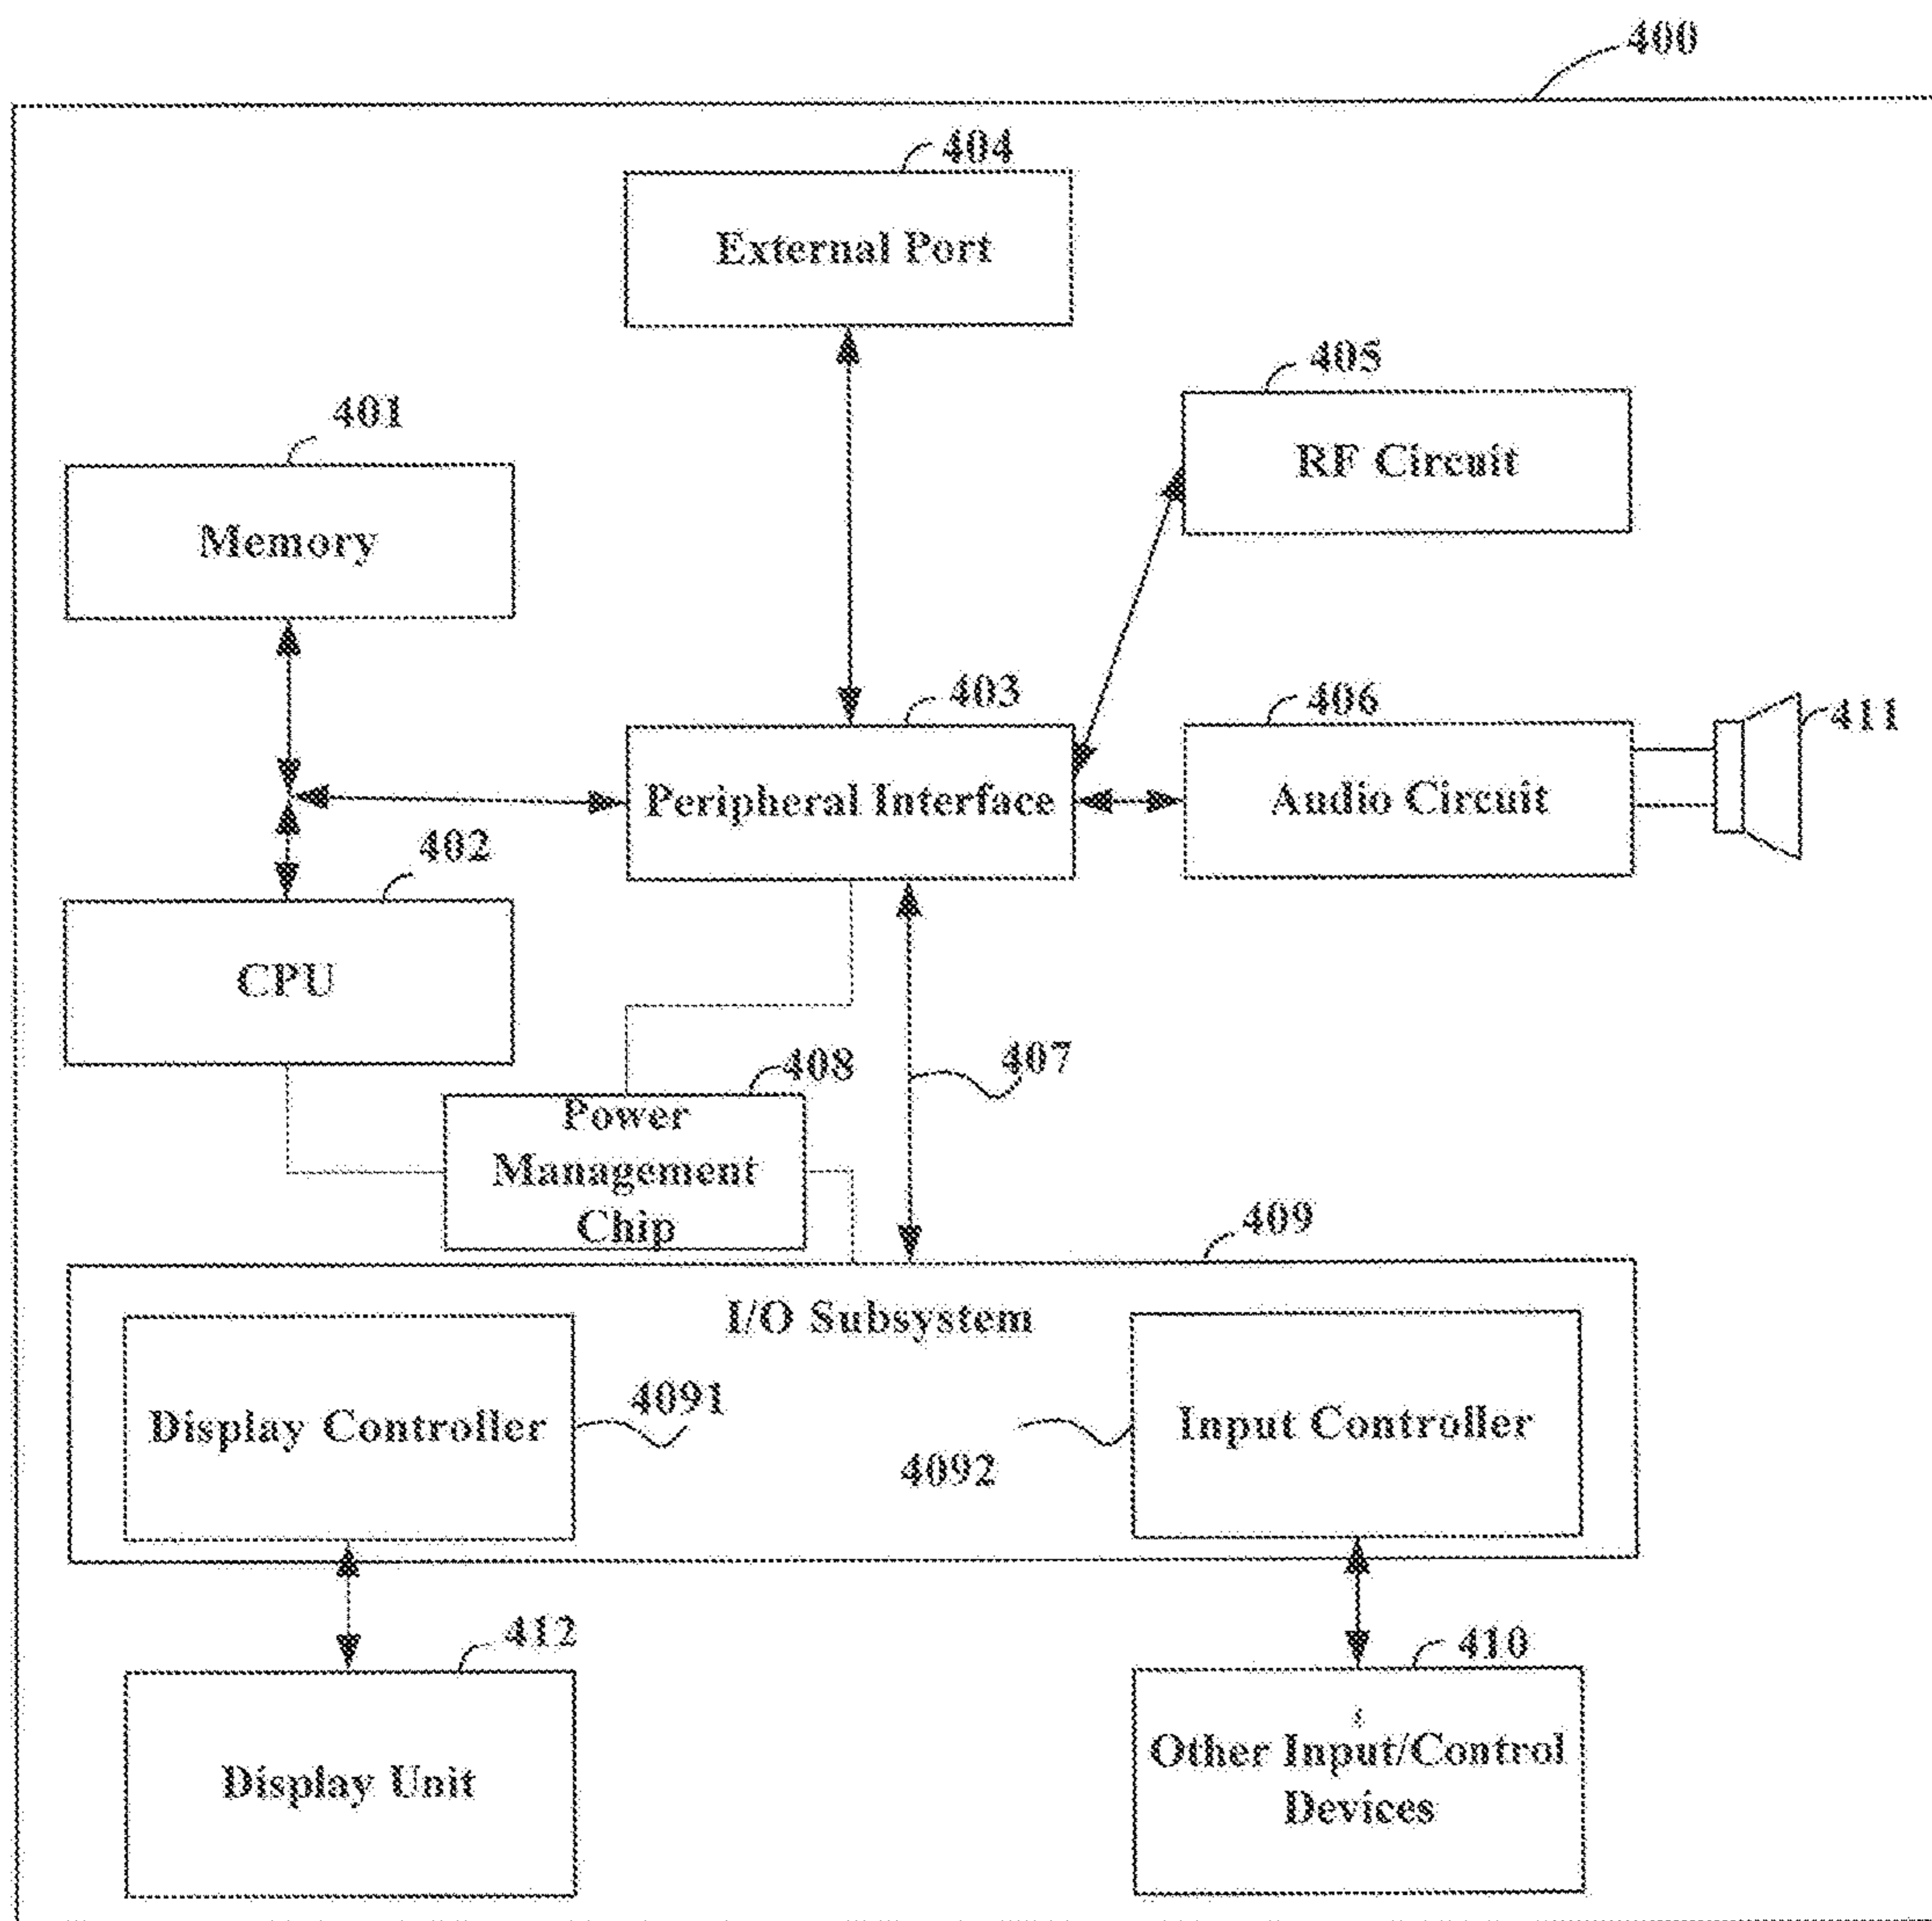 400
404
External Port
405
RF Circuit
401
Memory
403
Peripheral Interface
406
Audio Circuit
411
402
CPU
407
408
Power
Management
Chip
409
I/O Subsystem
Display Controller
4091
4092
Input Controller
412
Display Unit
410
Other Input/Control
Devices